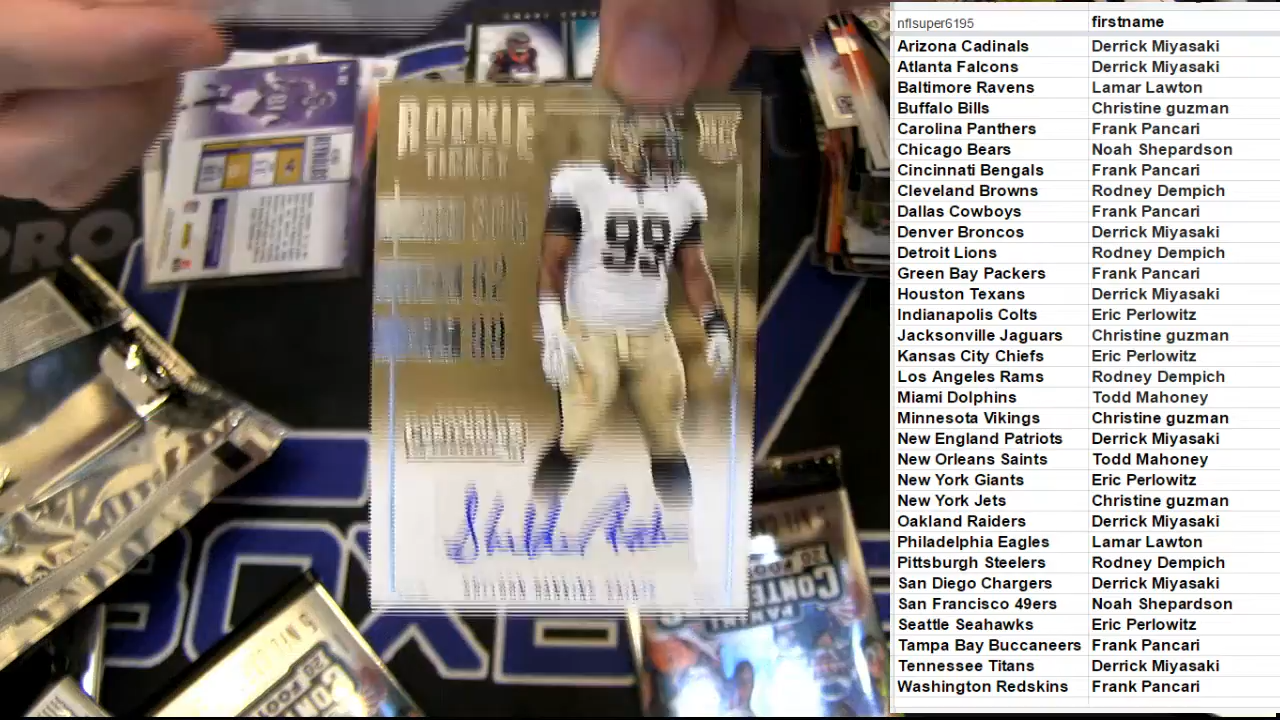 nflsuper6195 firstname
Arizona Cadinals Derrick Miyasaki
Atlanta Falcons Derrick Miyasaki
Baltimore Ravens Lamar Lawton
Buffalo Bills Christine guzman
Carolina Panthers Frank Pancari
Chicago Bears Noah Shepardson
Cincinnati Bengals Frank Pancari
Cleveland Browns Rodney Dempich
Dallas Cowboys Frank Pancari
Denver Broncos Derrick Miyasaki
Detroit Lions Rodney Dempich
Green Bay Packers Frank Pancari
Houston Texans Derrick Miyasaki
Indianapolis Colts Eric Perlowitz
Jacksonville Jaguars Christine guzman
Kansas City Chiefs Eric Perlowitz
Los Angeles Rams Rodney Dempich
Miami Dolphins Todd Mahoney
Minnesota Vikings Christine guzman
New England Patriots Derrick Miyasaki
New Orleans Saints Todd Mahoney
New York Giants Eric Perlowitz
New York Jets Christine guzman
Oakland Raiders Derrick Miyasaki
Philadelphia Eagles Lamar Lawton
Pittsburgh Steelers Rodney Dempich
San Diego Chargers Derrick Miyasaki
San Francisco 49ers Noah Shepardson
Seattle Seahawks Eric Perlowitz
Tampa Bay Buccaneers Frank Pancari
Tennessee Titans Derrick Miyasaki
Washington Redskins Frank Pancari
ROOKIE
TICKET
99
PRO